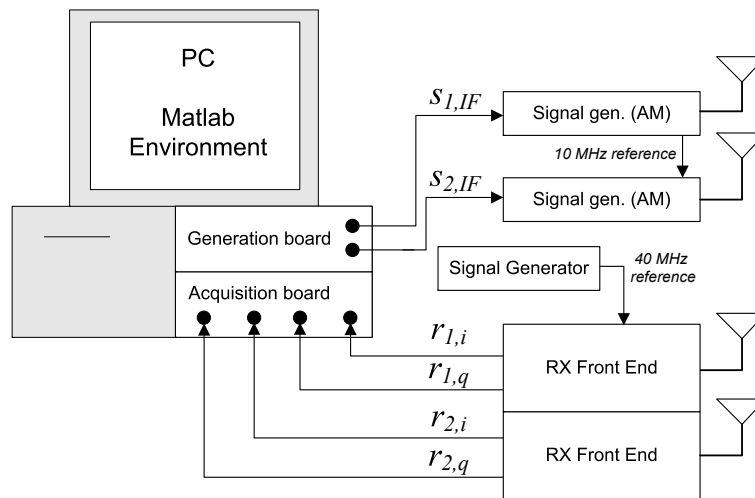 PC
Matlab
Environment
Generation board
Acquisition board
s1,IF
s2,IF
Signal gen. (AM)
10 MHz reference
Signal gen. (AM)
Signal Generator
40 MHz
reference
r1,i
r1,q
r2,i
r2,q
RX Front End
RX Front End